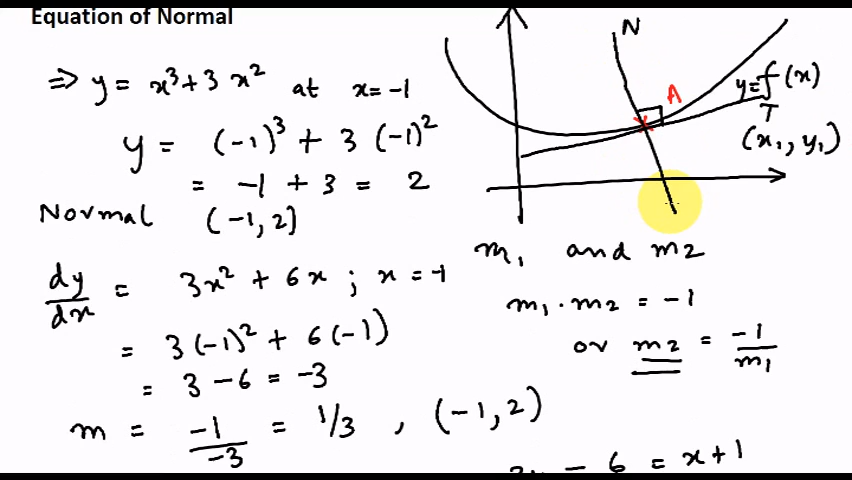 Equation of Normal
⇒ y = x³ + 3x² at x = -1
y = (-1)³ + 3(-1)²
= -1 + 3 = 2
Normal (-1, 2)
dy/dx = 3x² + 6x ; x = -1
= 3(-1)² + 6(-1)
= 3 - 6 = -3
m = -1/-3 = 1/3 , (-1, 2)
N
A
y = f(x)
T
(x₁, y₁)
m₁ and m2
m₁ · m2 = -1
or m2 = -1/m₁
- 6 = x + 1